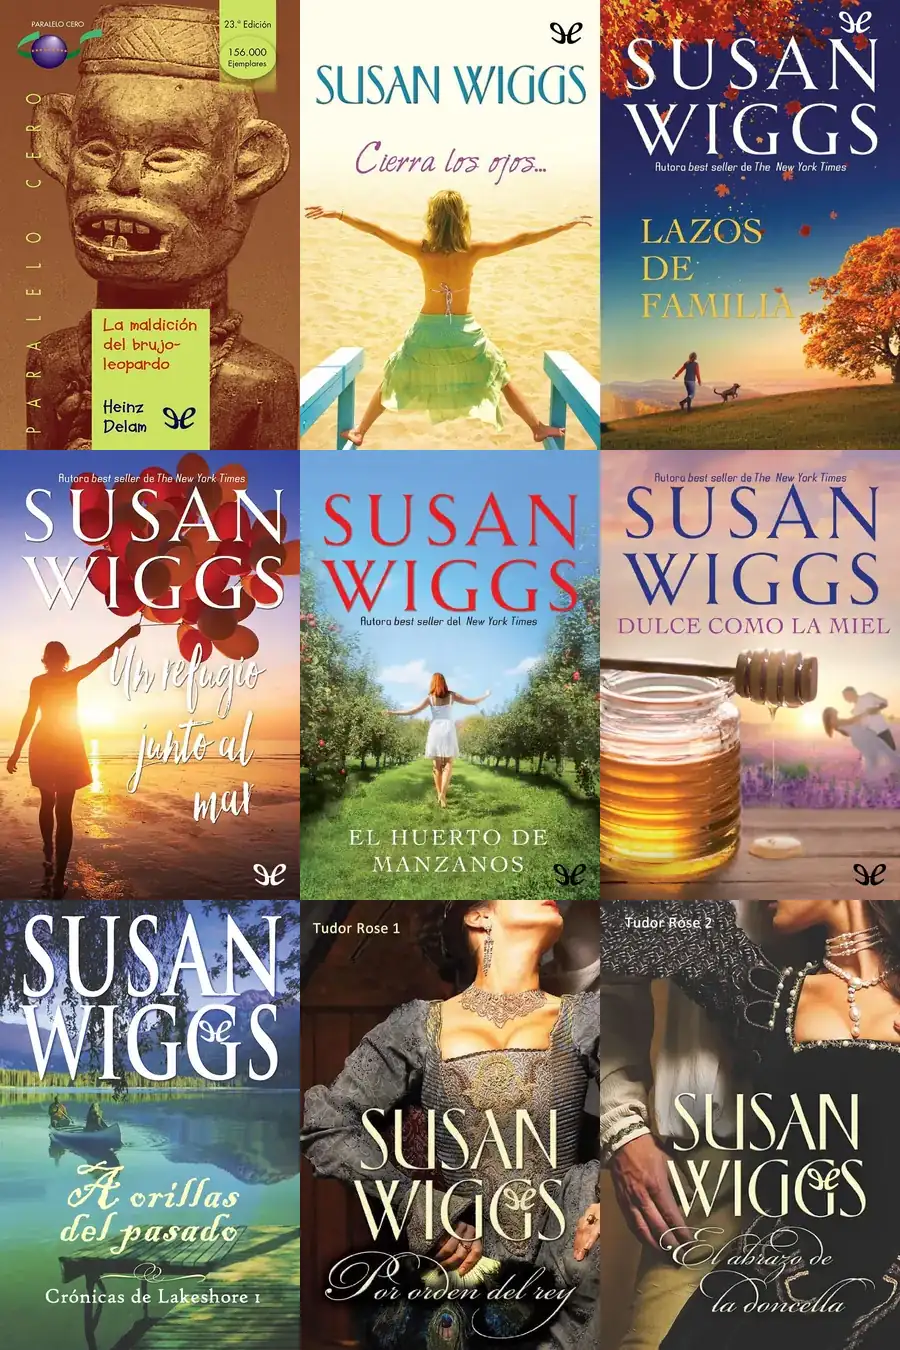 PARALELO CERO
23.ª Edición
156.000
Ejemplares
PARALELO CERO
La maldición
del brujo-
leopardo
Heinz
Delam
SUSAN WIGGS
Cierra los ojos...
SUSAN
WIGGS
Autora best seller de The New York Times
LAZOS
DE
FAMILIA
Autora best seller de The New York Times
SUSAN
WIGGS
Un refugio
junto al
mar
SUSAN
WIGGS
Autora best seller del New York Times
EL HUERTO DE
MANZANOS
Autora best seller de The New York Times
SUSAN
WIGGS
DULCE COMO LA MIEL
SUSAN
WIGGS
A orillas
del pasado
Crónicas de Lakeshore 1
Tudor Rose 1
SUSAN
WIGGS
Por orden del rey
Tudor Rose 2
SUSAN
WIGGS
El abrazo de
la doncella